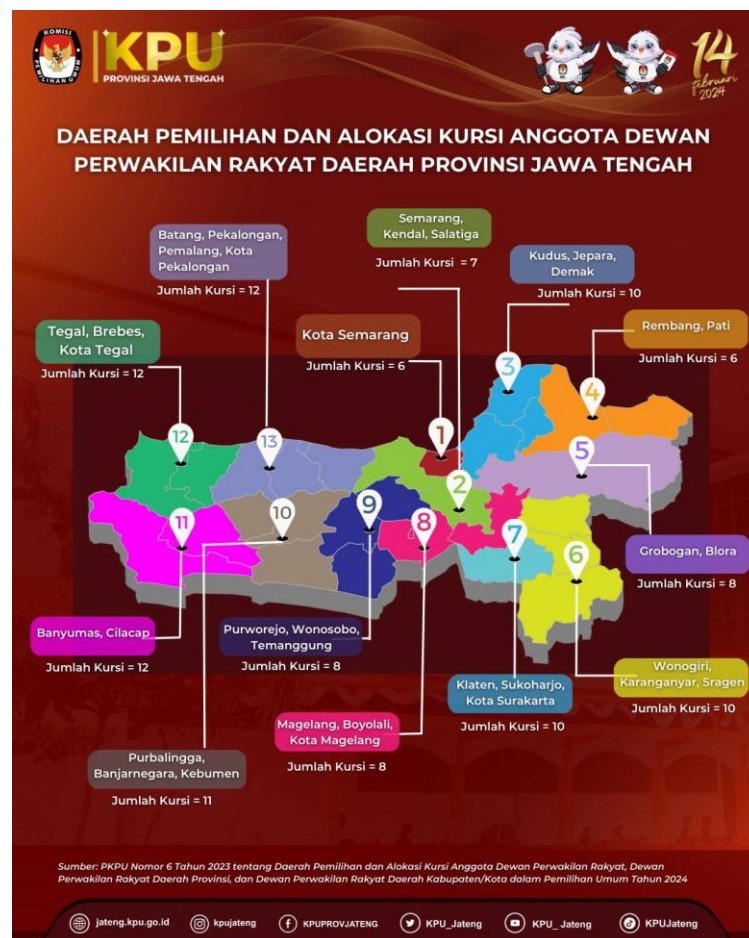 KOMISI
PEMILIHAN UMUM
KPU
PROVINSI JAWA TENGAH
14
Februari
2024
DAERAH PEMILIHAN DAN ALOKASI KURSI ANGGOTA DEWAN
PERWAKILAN RAKYAT DAERAH PROVINSI JAWA TENGAH
Semarang,
Kendal, Salatiga
Jumlah Kursi = 7
Batang, Pekalongan,
Pemalang, Kota
Pekalongan
Jumlah Kursi = 12
Kudus, Jepara,
Demak
Jumlah Kursi = 10
Tegal, Brebes,
Kota Tegal
Jumlah Kursi = 12
Kota Semarang
Jumlah Kursi = 6
Rembang, Pati
Jumlah Kursi = 6
3
4
12
13
1
5
2
11
10
9
8
7
6
Grobogan, Blora
Jumlah Kursi = 8
Banyumas, Cilacap
Jumlah Kursi = 12
Purworejo, Wonosobo,
Temanggung
Jumlah Kursi = 8
Klaten, Sukoharjo,
Kota Surakarta
Jumlah Kursi = 10
Wonogiri,
Karanganyar, Sragen
Jumlah Kursi = 10
Magelang, Boyolali,
Kota Magelang
Jumlah Kursi = 8
Purbalingga,
Banjarnegara, Kebumen
Jumlah Kursi = 11
Sumber: PKPU Nomor 6 Tahun 2023 tentang Daerah Pemilihan dan Alokasi Kursi Anggota Dewan Perwakilan Rakyat, Dewan
Perwakilan Rakyat Daerah Provinsi, dan Dewan Perwakilan Rakyat Daerah Kabupaten/Kota dalam Pemilihan Umum Tahun 2024
jateng.kpu.go.id
kpujateng
KPUPROVJATENG
KPU_Jateng
KPU_ Jateng
KPUJateng